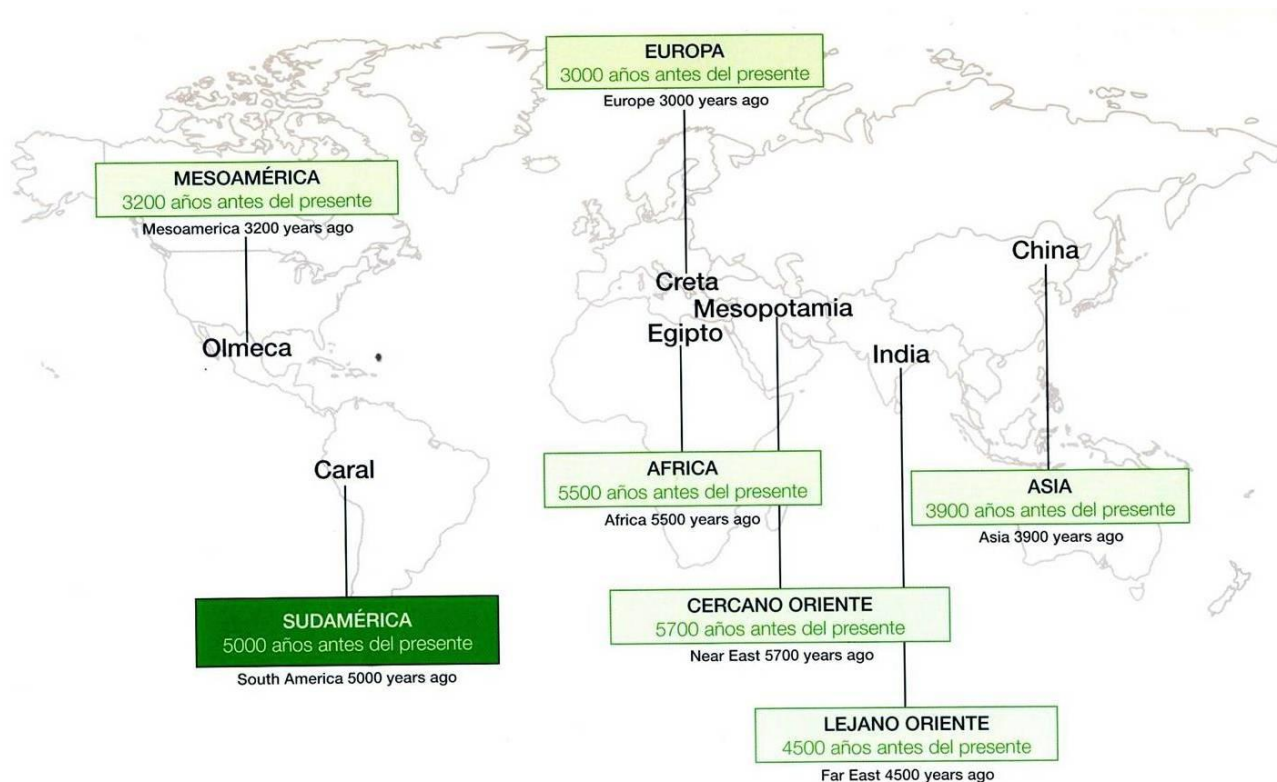 EUROPA
3000 años antes del presente
Europe 3000 years ago
MESOAMÉRICA
3200 años antes del presente
Mesoamerica 3200 years ago
Olmeca
Creta
Mesopotamia
Egipto
India
China
Caral
AFRICA
5500 años antes del presente
Africa 5500 years ago
ASIA
3900 años antes del presente
Asia 3900 years ago
SUDAMÉRICA
5000 años antes del presente
South America 5000 years ago
CERCANO ORIENTE
5700 años antes del presente
Near East 5700 years ago
LEJANO ORIENTE
4500 años antes del presente
Far East 4500 years ago